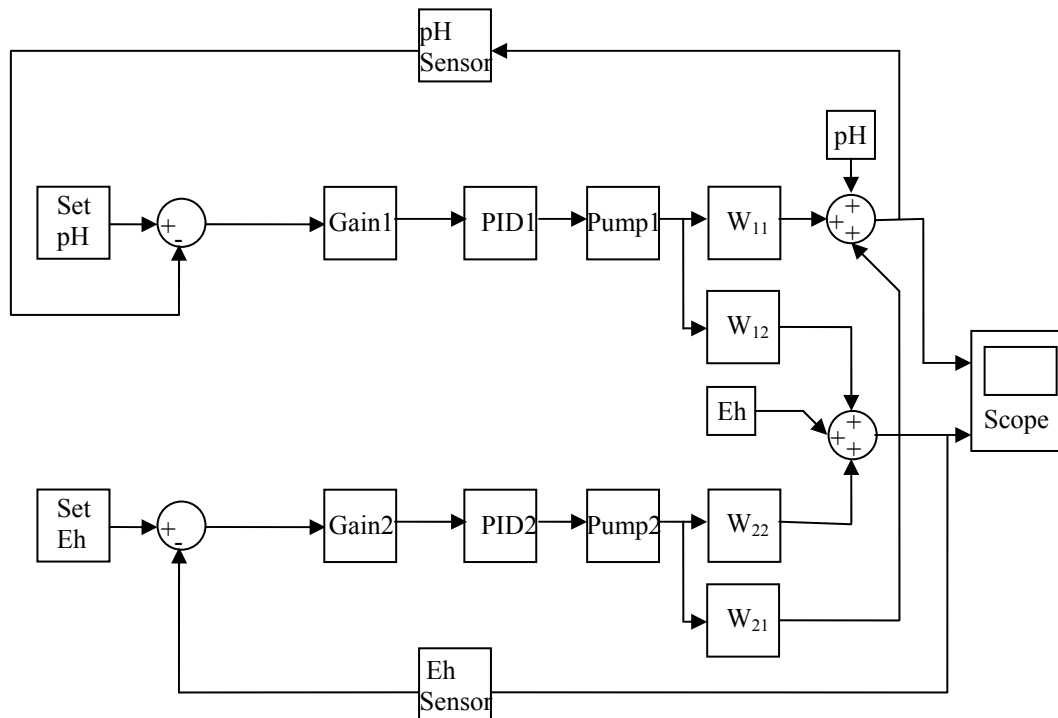 pH
Sensor
pH
Set
pH
+
-
Gain1
PID1
Pump1
W₁₁
+
+
+
W₁₂
Eh
+
+
+
Scope
Set
Eh
+
-
Gain2
PID2
Pump2
W₂₂
W₂₁
Eh
Sensor